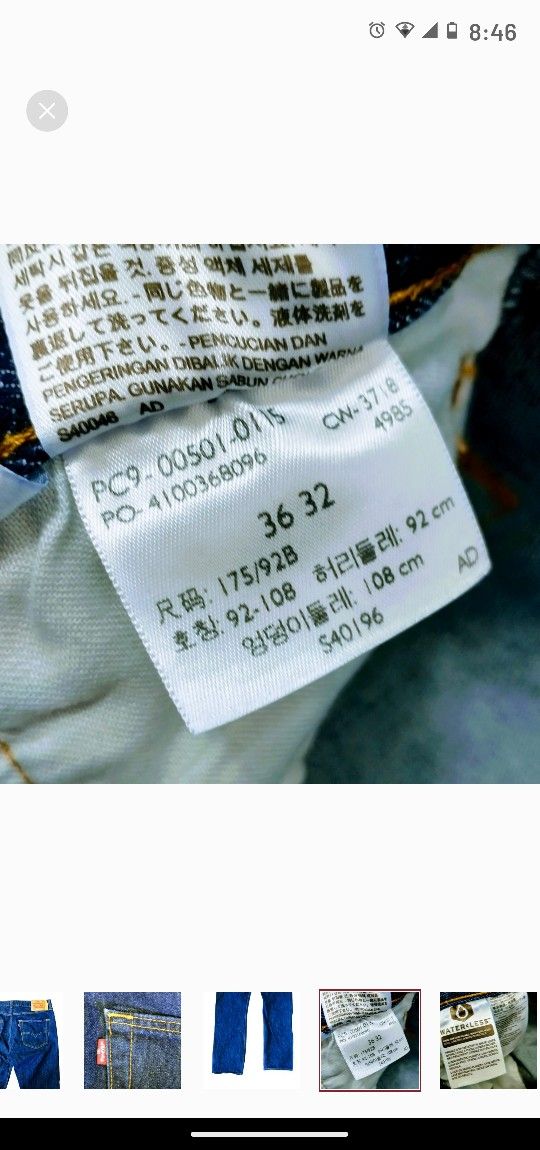 8:46
세탁시
옷을 뒤집을 것. 중성 액체 세제를
사용하세요. -同じ色物と一緒に製品を
裏返して洗ってください。液体洗剤を
ご使用下さい。-PENCUCIAN DAN
PENGERINGAN DIBALIK DENGAN WARNA
SERUPA. GUNAKAN SABUN
S40046 AD
PC9- 00501-0115 CW- 3718
PO- 4100368096 4985
36 32
尺码: 175/92B 허리둘레: 92 cm
호칭: 92-108 엉덩이둘레: 108 cm
S40196 AD
36 32
WATER<LESS